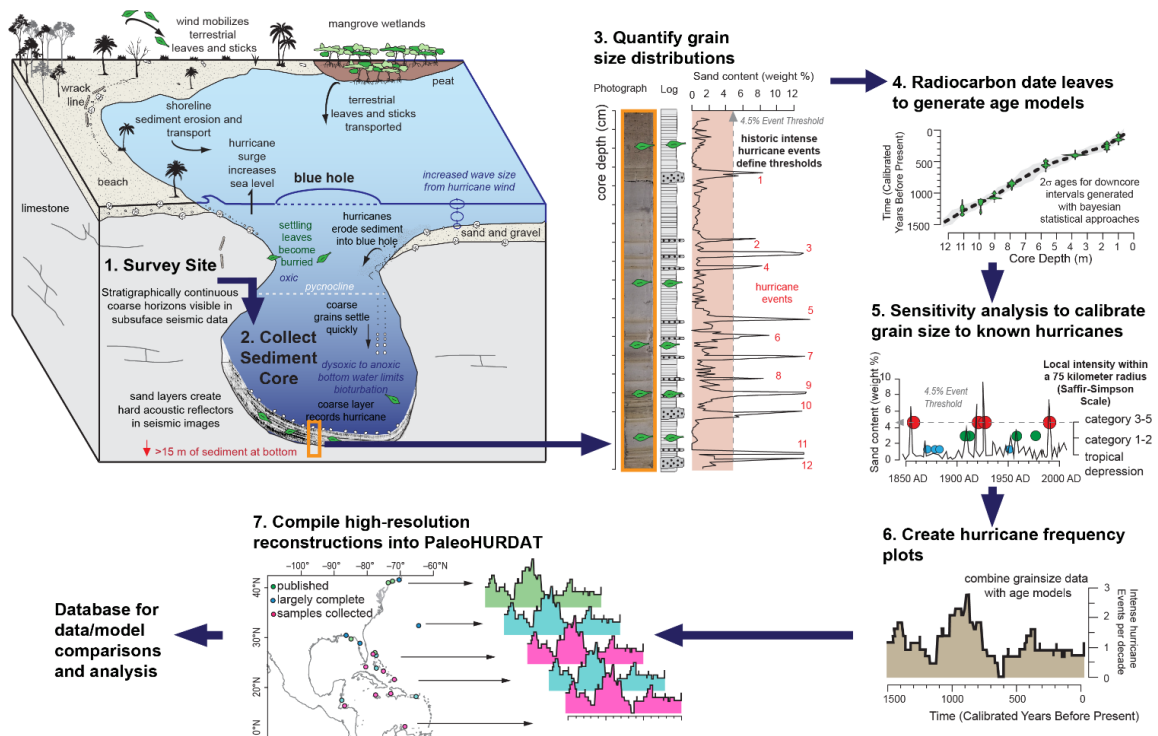 wind mobilizes
terrestrial
leaves and sticks
mangrove wetlands
wrack
line
peat
shoreline
sediment erosion and
transport
terrestrial
leaves and sticks
transported
hurricane
surge
increases
sea level
beach
blue hole
increased wave size
from hurricane wind
limestone
settling
leaves
become
burried
hurricanes
erode sediment
into blue hole
sand and gravel
oxic
pycnocline
1. Survey Site
Stratigraphically continuous
coarse horizons visible in
subsuface seismic data
2. Collect
Sediment
Core
coarse
grains settle
quickly
dysoxic to anoxic
bottom water limits
bioturbation
coarse layer
records hurricane
sand layers create
hard acoustic reflectors
in seismic images
>15 m of sediment at bottom
3. Quantify grain
size distributions
Sand content (weight %)
Photograph
Log
0 2 4 6 8 10 12
core depth (cm)
4.5% Event Threshold
historic intense
hurricane events
define thresholds
1
2
3
4
hurricane
events
5
6
7
8
9
10
11
12
4. Radiocarbon date leaves
to generate age models
Time (Calibrated
Years Before Present)
0
500
1000
1500
2σ ages for downcore
intervals generated
with bayesian
statistical approaches
12 11 10 9 8 7 6 5 4 3 2 1 0
Core Depth (m)
5. Sensitivity analysis to calibrate
grain size to known hurricanes
Sand content (weight %)
10
8
6
4
2
0
4.5% Event
Threshold
Local intensity within
a 75 kilometer radius
(Saffir-Simpson
Scale)
category 3-5
category 1-2
tropical
depression
1850 AD
1900 AD
1950 AD
2000 AD
6. Create hurricane frequency
plots
combine grainsize data
with age models
3
2
1
0
Intense hurricane
Events per decade
1500
1000
500
0
Time (Calibrated Years Before Present)
7. Compile high-resolution
reconstructions into PaleoHURDAT
−100° −90° −80° −70° −60°N
published
largely complete
samples collected
40°N
30°N
20°N
0°N
Database for
data/model
comparisons
and analysis